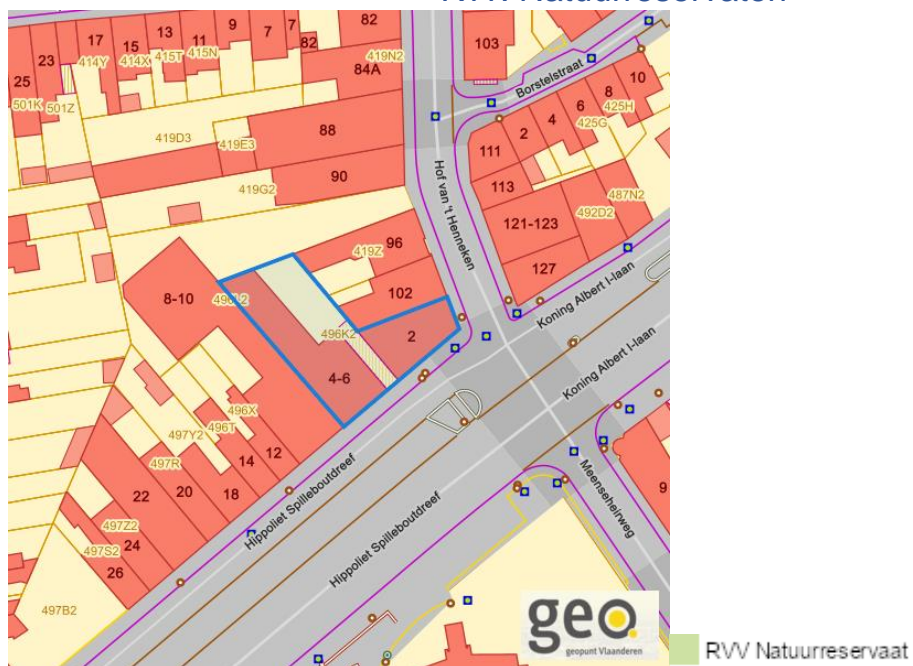 RVV Natuurreservaten
25
23
17
15
13
11
9
7
7
82
82
84A
103
10
501K
501Z
414Y
414X
415T
415N
419N2
Borstelstraat
8
6
4
2
425H
425G
419D3
419E3
88
111
113
419G2
90
Hof van 't Henneken
121-123
492D2
487N2
127
96
419Z
102
8-10
496L2
496K2
2
4-6
Koning Albert I-laan
Koning Albert I-laan
496X
496T
497Y2
497R
12
14
18
20
22
24
26
497Z2
497S2
497B2
Hippoliet Spilleboutdreef
Hippoliet Spilleboutdreef
Meenseheirweg
9
geo
geopunt Vlaanderen
RVV Natuurreservaat